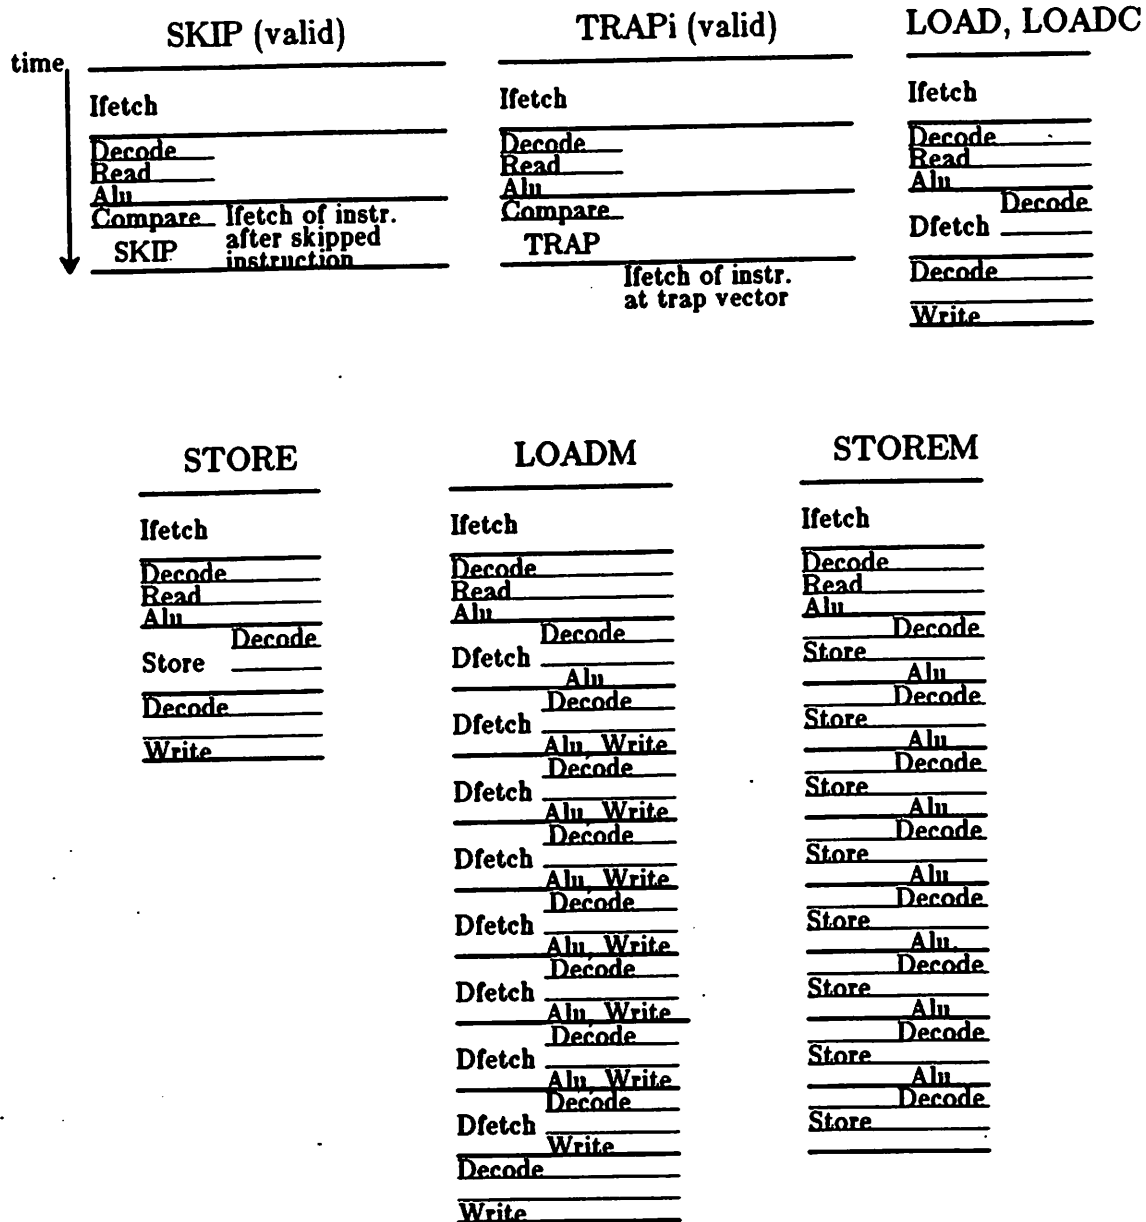 SKIP (valid)
TRAPi (valid)
LOAD, LOADC
time
Ifetch
Decode
Read
Alu
Compare
SKIP
Ifetch of instr.
after skipped
instruction
Ifetch
Decode
Read
Alu
Compare
TRAP
Ifetch of instr.
at trap vector
Ifetch
Decode
Read
Alu
Decode
Dfetch
Decode
Write
STORE
Ifetch
Decode
Read
Alu
Decode
Store
Decode
Write
LOADM
Ifetch
Decode
Read
Alu
Decode
Dfetch
Alu
Decode
Dfetch
Alu, Write
Decode
Dfetch
Alu, Write
Decode
Dfetch
Alu, Write
Decode
Dfetch
Alu, Write
Decode
Dfetch
Alu, Write
Decode
Dfetch
Alu, Write
Decode
Dfetch
Write
Decode
Write
STOREM
Ifetch
Decode
Read
Alu
Decode
Store
Alu
Decode
Store
Alu
Decode
Store
Alu
Decode
Store
Alu
Decode
Store
Alu
Decode
Store
Alu
Decode
Store
Alu
Decode
Store